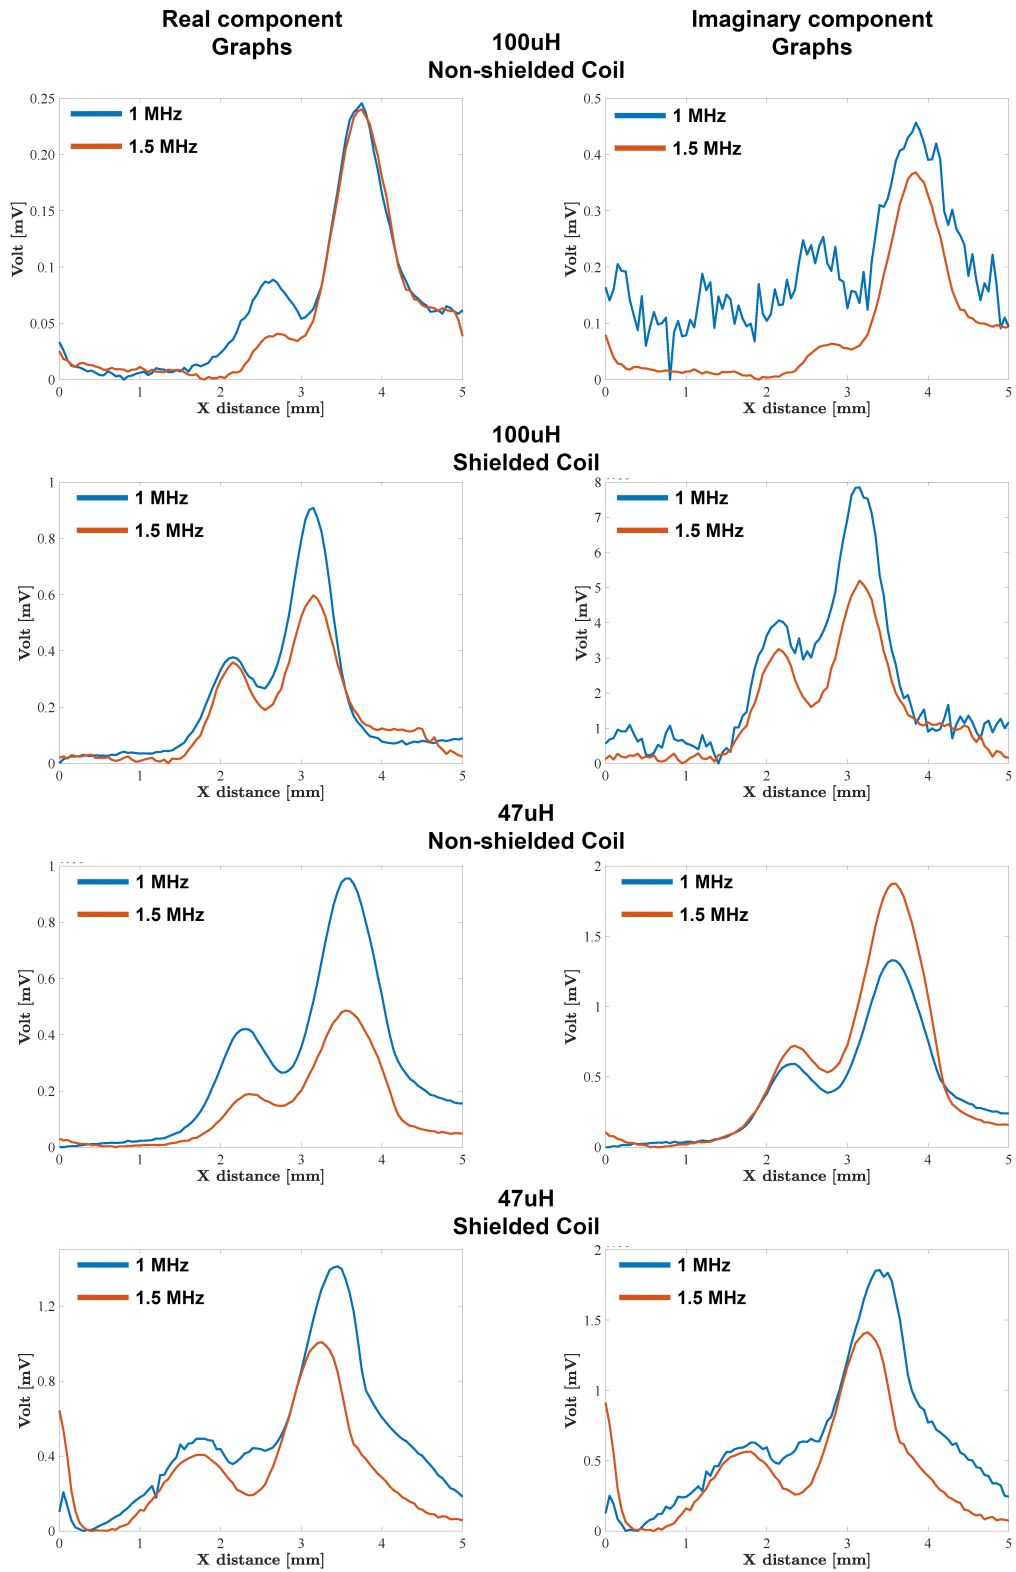 Real component
Graphs
Imaginary component
Graphs
100uH
Non-shielded Coil
1 MHz
1.5 MHz
0.25
0.20
0.15
0.1
0.05
0
Volt [mV]
0 1 2 3 4 5
X distance [mm]
1 MHz
1.5 MHz
0.5
0.4
0.3
0.2
0.1
0
Volt [mV]
0 1 2 3 4 5
X distance [mm]
100uH
Shielded Coil
1 MHz
1.5 MHz
1
0.8
0.6
0.4
0.2
0
Volt [mV]
0 1 2 3 4 5
X distance [mm]
1 MHz
1.5 MHz
8
7
6
5
4
3
2
1
0
Volt [mV]
0 1 2 3 4 5
X distance [mm]
47uH
Non-shielded Coil
1 MHz
1.5 MHz
1
0.8
0.6
0.4
0.2
0
Volt [mV]
0 1 2 3 4 5
X distance [mm]
1 MHz
1.5 MHz
2
1.5
1
0.5
0
Volt [mV]
0 1 2 3 4 5
X distance [mm]
47uH
Shielded Coil
1 MHz
1.5 MHz
1.2
0.8
0.4
0
Volt [mV]
0 1 2 3 4 5
X distance [mm]
1 MHz
1.5 MHz
2
1.5
1
0.5
0
Volt [mV]
0 1 2 3 4 5
X distance [mm]